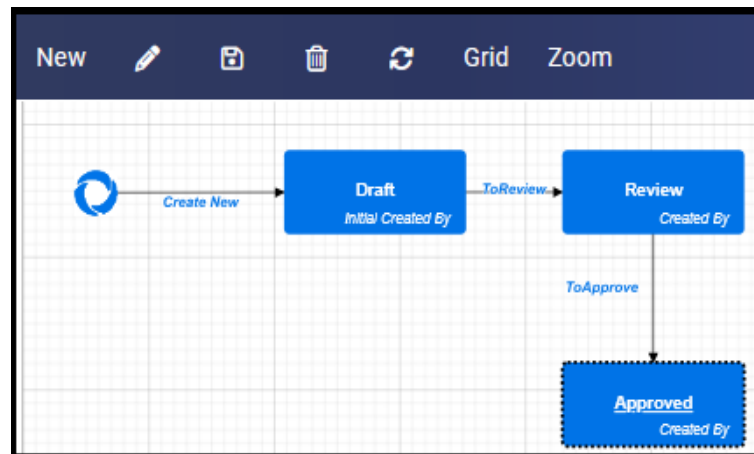 New Grid Zoom
Create New
Draft
Initial Created By
ToReview
Review
Created By
ToApprove
Approved
Created By